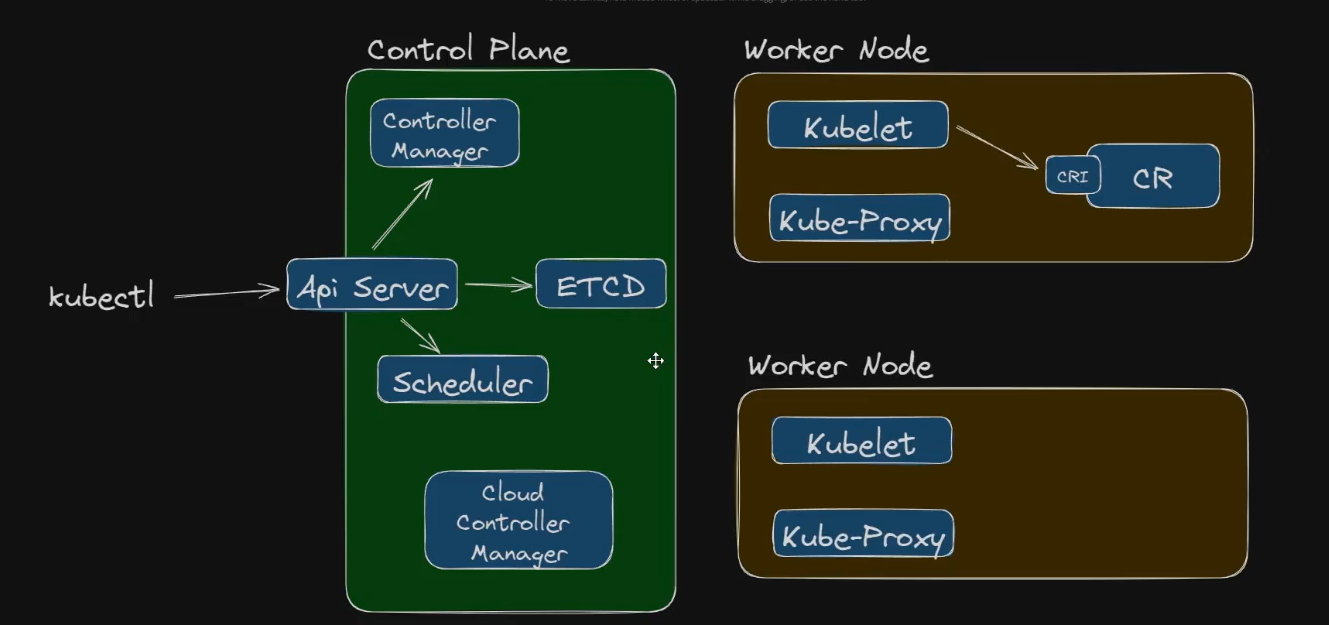 Control Plane
Controller
Manager
kubectl
Api Server
ETCD
Scheduler
Cloud
Controller
Manager
Worker Node
Kubelet
CRI
CR
Kube-Proxy
Worker Node
Kubelet
Kube-Proxy